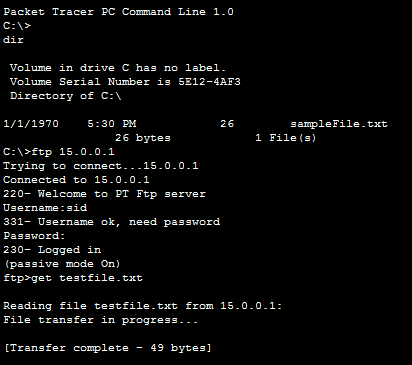 Packet Tracer PC Command Line 1.0
C:\>
dir
Volume in drive C has no label.
Volume Serial Number is 5E12-4AF3
Directory of C:\
1/1/1970    5:30 PM            26        sampleFile.txt
26 bytes            1 File(s)
C:\>ftp 15.0.0.1
Trying to connect...15.0.0.1
Connected to 15.0.0.1
220- Welcome to PT Ftp server
Username:sid
331- Username ok, need password
Password:
230- Logged in
(passive mode On)
ftp>get testfile.txt
Reading file testfile.txt from 15.0.0.1:
File transfer in progress...
[Transfer complete - 49 bytes]